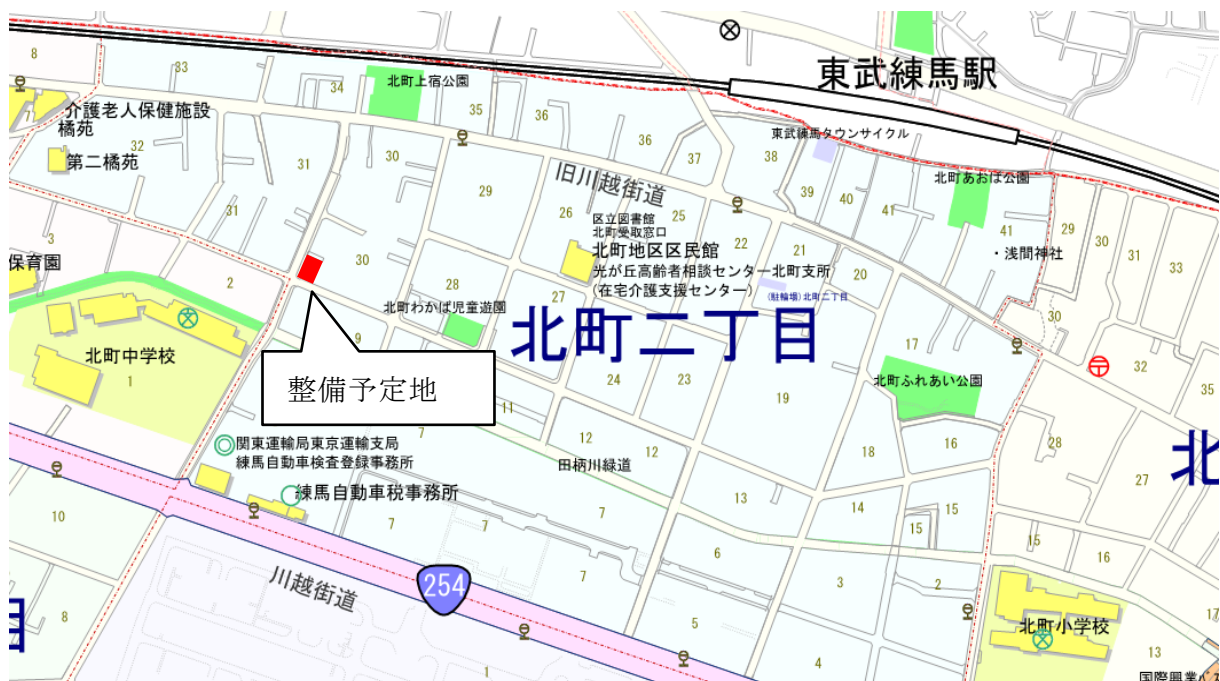 東武練馬駅
8
33
34
北町上宿公園
35
36
36
37
38
東武練馬タウンサイクル
介護老人保健施設
橘苑
第二橘苑
32
31
30
29
旧川越街道
26
25
区立図書館
北町受取窓口
北町地区区民館
光が丘高齢者相談センター北町支所
(在宅介護支援センター)
22
21
20
39
40
41
北町あおば公園
41
・浅間神社
29
30
31
33
30
31
3
保育園
2
30
28
27
北町わかば児童遊園
(駐輪場)北町二丁目
北町二丁目
17
北町ふれあい公園
32
35
北町中学校
1
9
整備予定地
11
24
23
19
12
12
18
16
28
27
北
関東運輸局東京運輸支局
練馬自動車検査登録事務所
練馬自動車税事務所
7
田柄川緑道
13
14
15
15
15
16
10
7
7
7
7
6
3
2
川越街道
254
5
4
8
目
1
北町小学校
17
13
国際興業バス